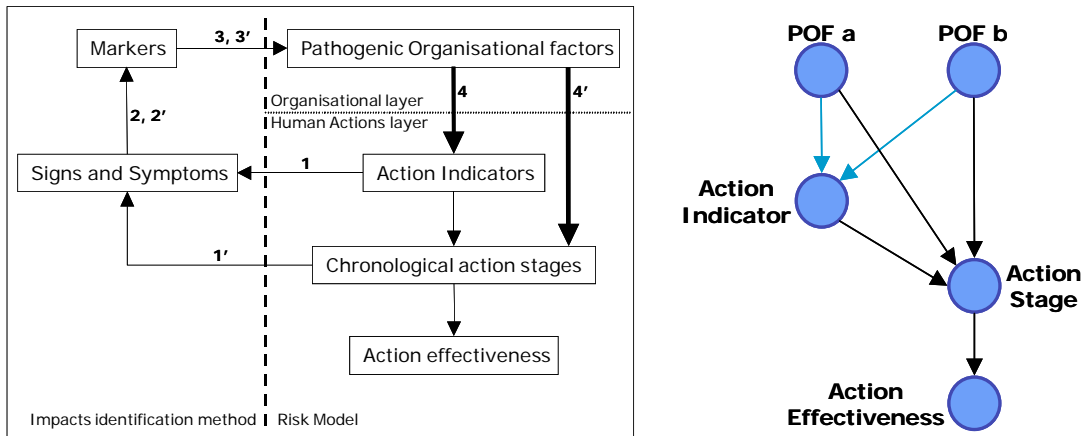 Markers
3, 3'
Pathogenic Organisational factors
4
4'
Organisational layer
Human Actions layer
2, 2'
Signs and Symptoms
1
Action Indicators
1'
Chronological action stages
Action effectiveness
Impacts identification method
Risk Model
POF a
POF b
Action
Indicator
Action
Stage
Action
Effectiveness